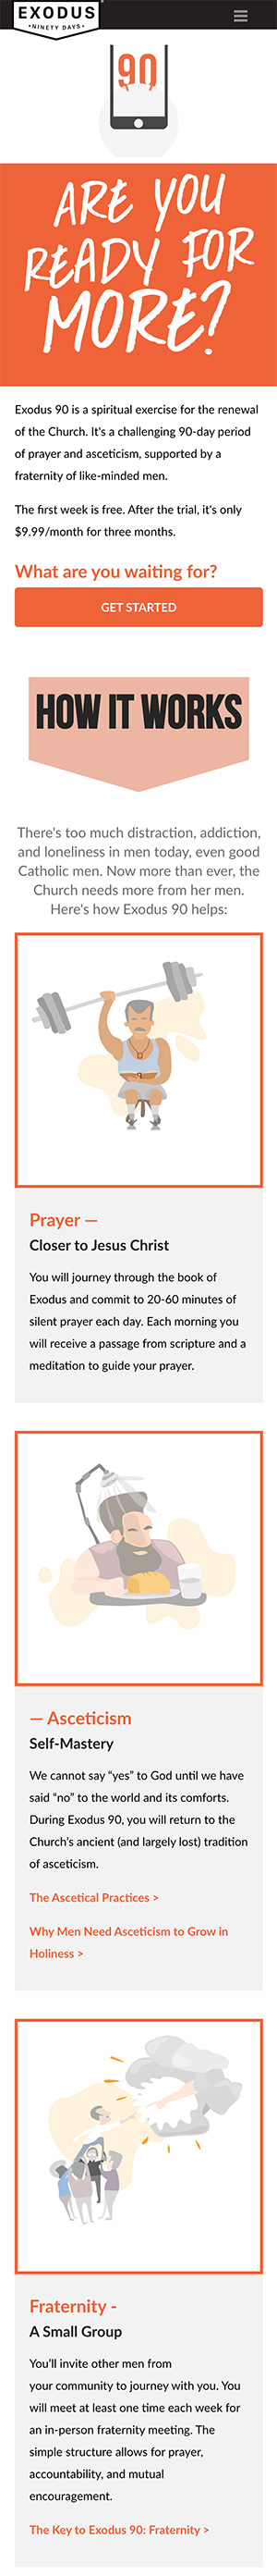 EXODUS
• NINETY DAYS •
90
ARE YOU
READY FOR
MORE?
Exodus 90 is a spiritual exercise for the renewal
of the Church. It's a challenging 90-day period
of prayer and asceticism, supported by a
fraternity of like-minded men.
The first week is free. After the trial, it's only
$9.99/month for three months.
What are you waiting for?
GET STARTED
HOW IT WORKS
There's too much distraction, addiction,
and loneliness in men today, even good
Catholic men. Now more than ever, the
Church needs more from her men.
Here's how Exodus 90 helps:
Prayer —
Closer to Jesus Christ
You will journey through the book of
Exodus and commit to 20-60 minutes of
silent prayer each day. Each morning you
will receive a passage from scripture and a
meditation to guide your prayer.
— Asceticism
Self-Mastery
We cannot say “yes” to God until we have
said “no” to the world and its comforts.
During Exodus 90, you will return to the
Church’s ancient (and largely lost) tradition
of asceticism.
The Ascetical Practices >
Why Men Need Asceticism to Grow in
Holiness >
Fraternity -
A Small Group
You’ll invite other men from
your community to journey with you. You
will meet at least one time each week for
an in-person fraternity meeting. The
simple structure allows for prayer,
accountability, and mutual
encouragement.
The Key to Exodus 90: Fraternity >